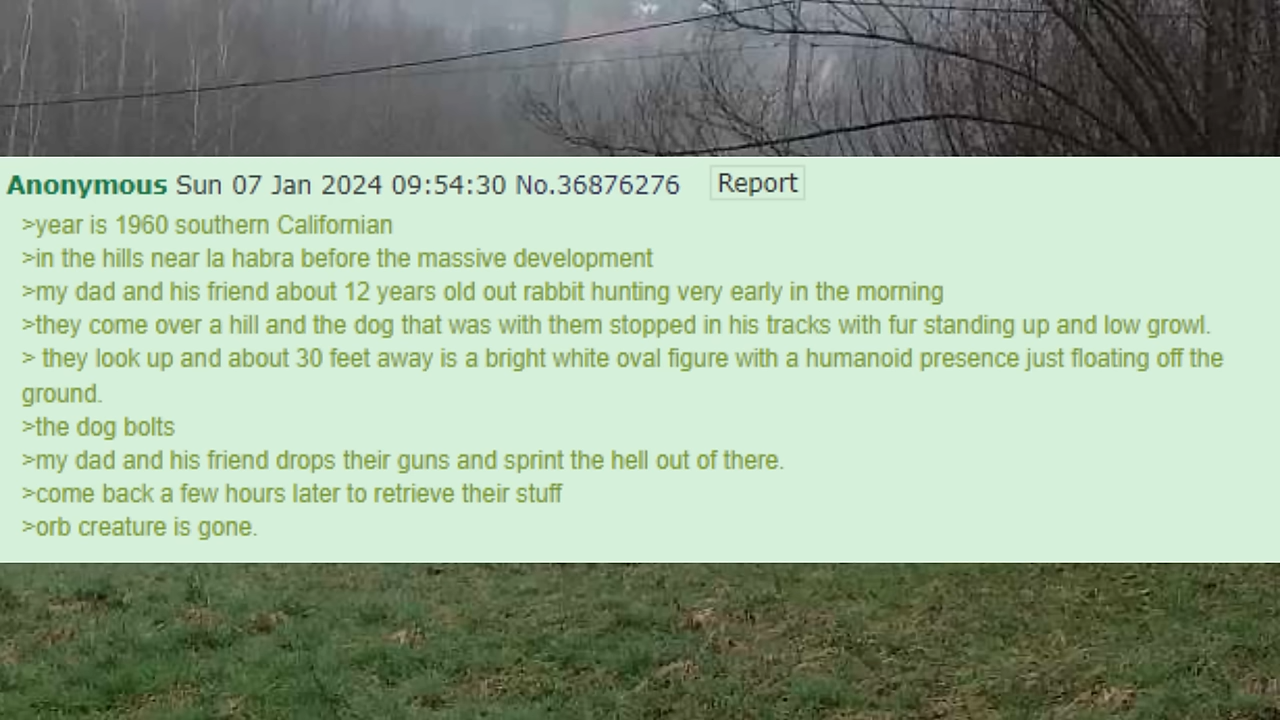 Anonymous Sun 07 Jan 2024 09:54:30 No.36876276 Report
>year is 1960 southern Californian
>in the hills near la habra before the massive development
>my dad and his friend about 12 years old out rabbit hunting very early in the morning
>they come over a hill and the dog that was with them stopped in his tracks with fur standing up and low growl.
> they look up and about 30 feet away is a bright white oval figure with a humanoid presence just floating off the
ground.
>the dog bolts
>my dad and his friend drops their guns and sprint the hell out of there.
>come back a few hours later to retrieve their stuff
>orb creature is gone.